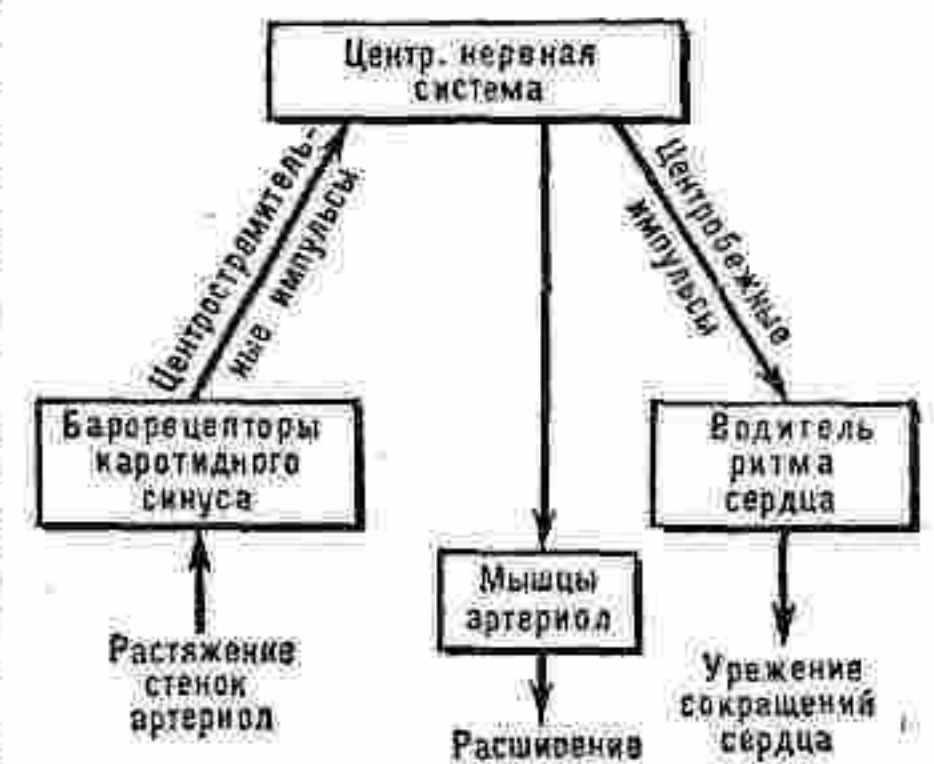 Центр. нервная
система
Центростремитель-
ные импульсы
Центробежные
импульсы
Барорецепторы
каротидного
синуса
Водитель
ритма
сердца
Мышцы
артериол
Растяжение
стенок
артериол
Расширение
Урежение
сокращений
сердца